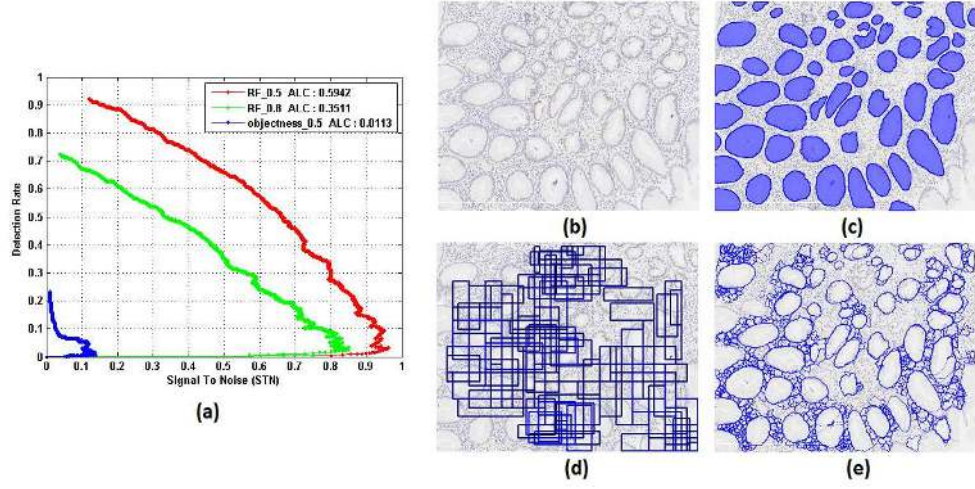 1
0.9
0.8
0.7
0.6
0.5
0.4
0.3
0.2
0.1
0
Detection Rate
RF_0.5 ALC : 0.5942
RF_0.8 ALC : 0.3511
objectness_0.5 ALC : 0.0113
0 0.1 0.2 0.3 0.4 0.5 0.6 0.7 0.8 0.9 1
Signal To Noise (STN)
(a)
(b)
(c)
(d)
(e)